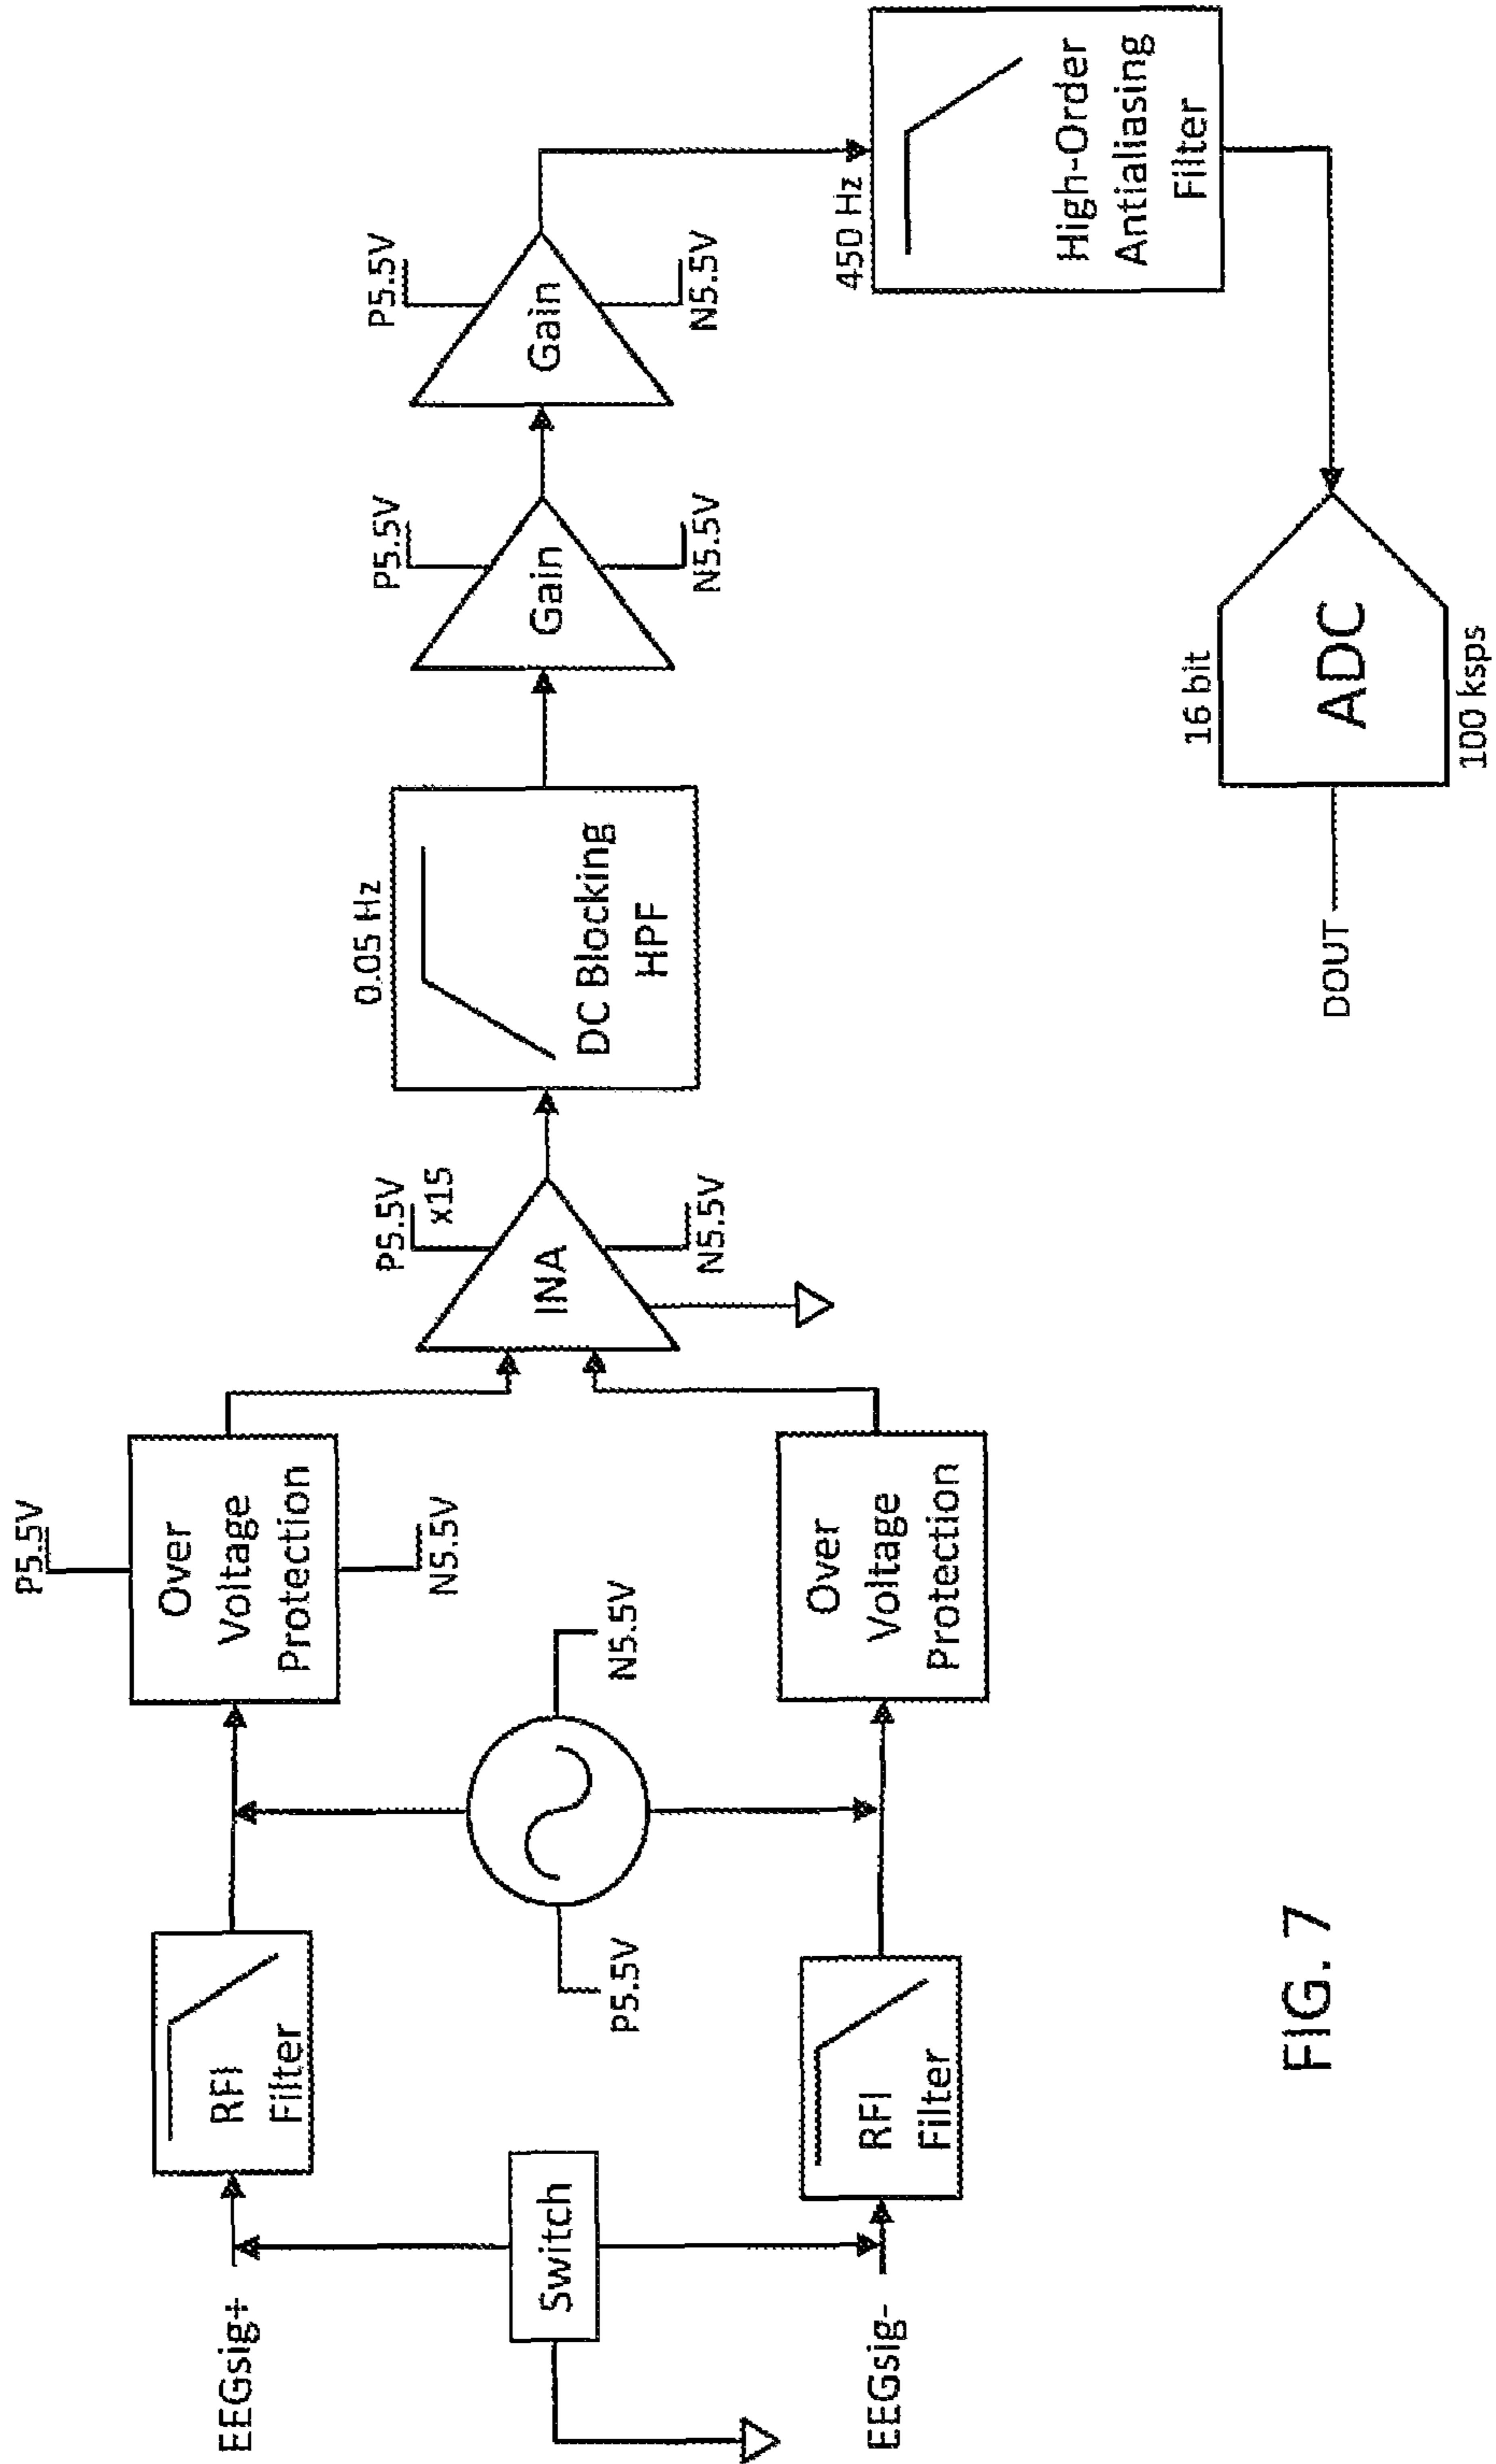 EEGsig+
Switch
EEGsig-
RFI
Filter
RFI
Filter
P5.5V
N5.5V
P5.5V
Over
Voltage
Protection
N5.5V
Over
Voltage
Protection
P5.5V
x15
INA
N5.5V
0.05 Hz
DC Blocking
HPF
P5.5V
Gain
N5.5V
P5.5V
Gain
N5.5V
450 Hz
High-Order
Antialiasing
Filter
16 bit
ADC
100 ksps
DOUT
FIG. 7